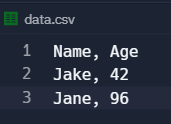 data.csv
1 Name, Age
2 Jake, 42
3 Jane, 96